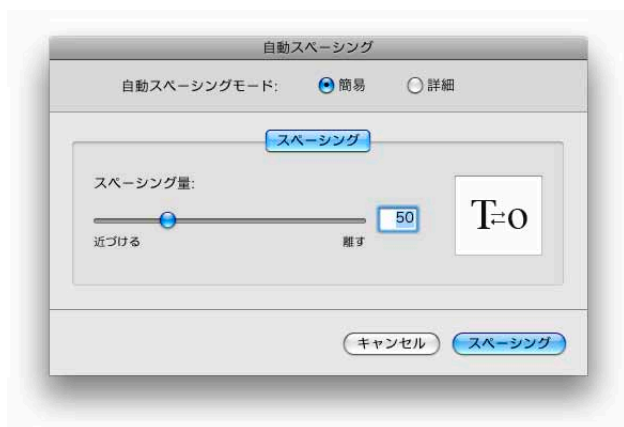 自動スペーシング
自動スペーシングモード: 簡易 詳細
スペーシング
スペーシング量:
50
近づける 離す
T⇄o
キャンセル スペーシング